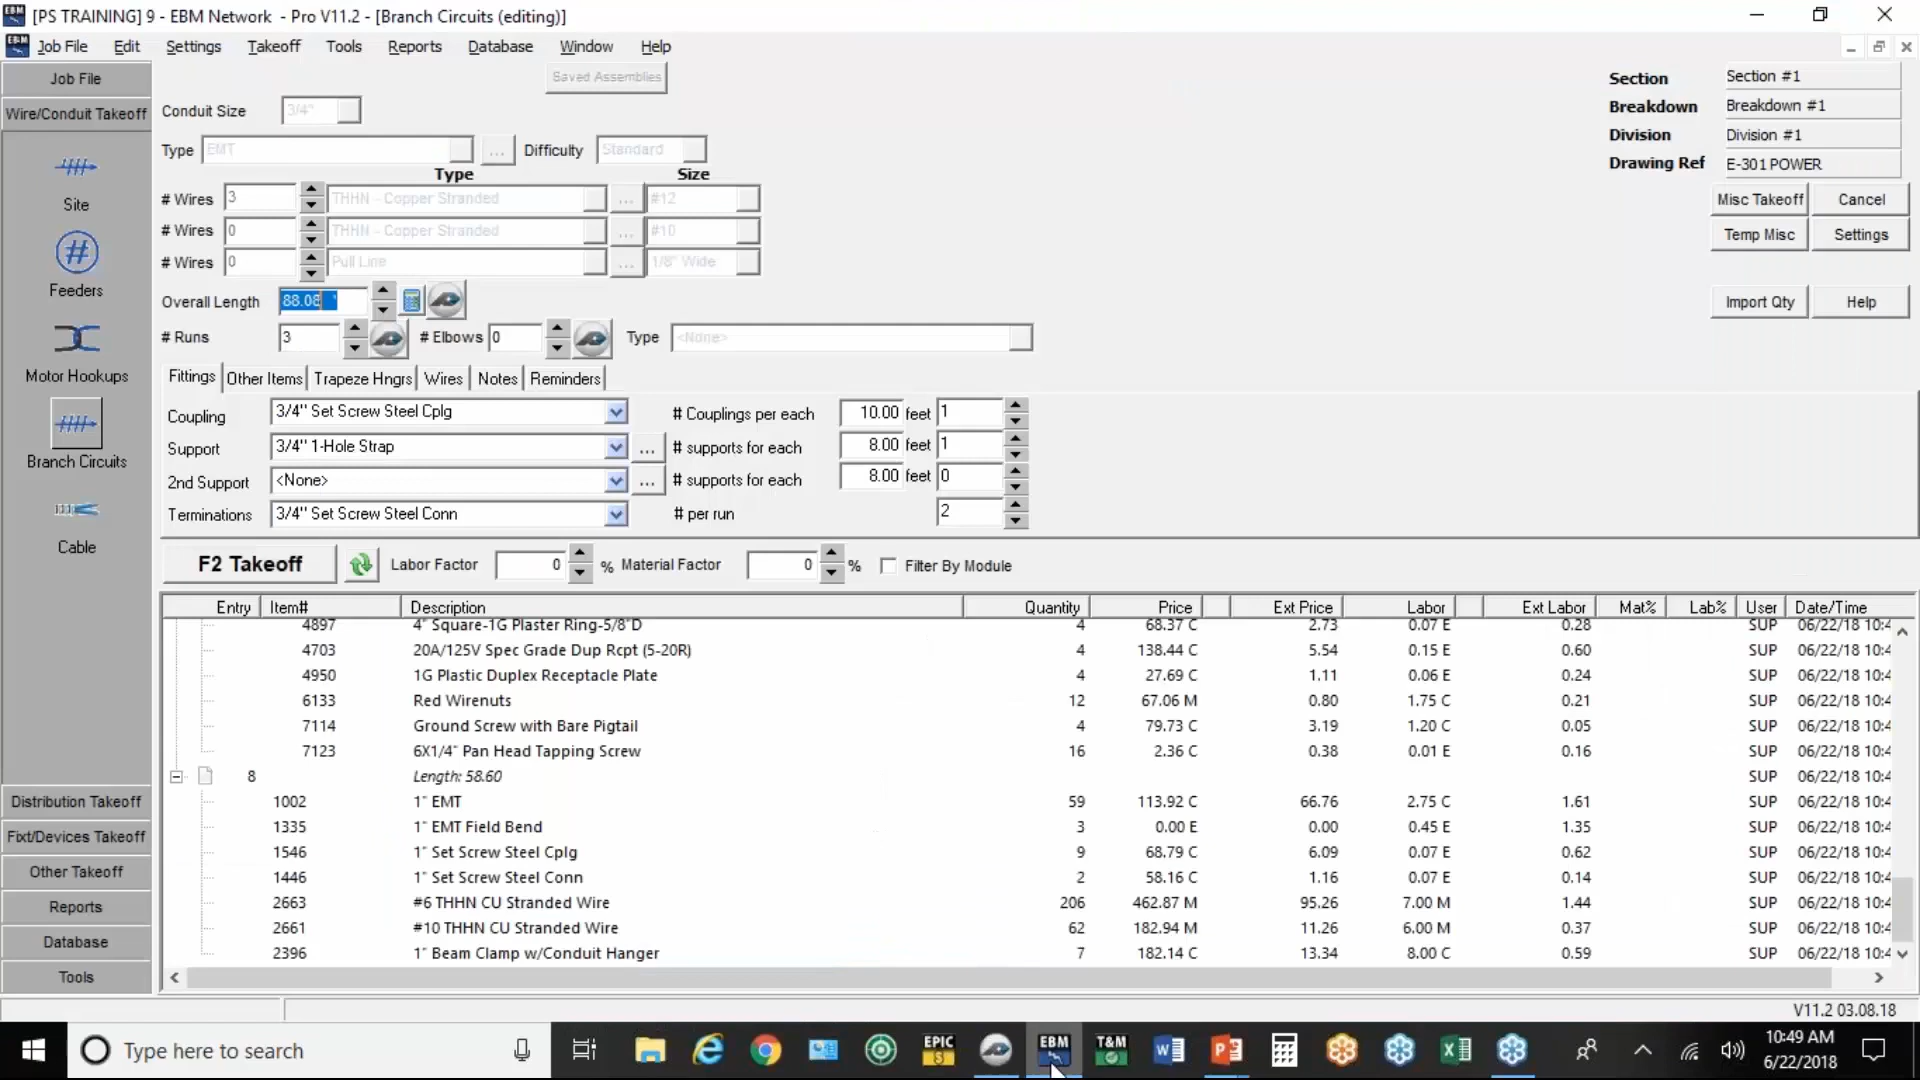 [PS TRAINING] 9 - EBM Network - Pro V11.2 - [Branch Circuits (editing)]
Job File Edit Settings Takeoff Tools Reports Database Window Help
Job File
Wire/Conduit Takeoff
Site
Feeders
Motor Hookups
Branch Circuits
Cable
Distribution Takeoff
Fixt/Devices Takeoff
Other Takeoff
Reports
Database
Tools
Saved Assemblies
Conduit Size 3/4"
Type EMT ... Difficulty Standard
Type Size
# Wires 3 THHN - Copper Stranded ... #12
# Wires 0 THHN - Copper Stranded ... #10
# Wires 0 Pull Line ... 1/8" Wide
Overall Length 88.08 '
# Runs 3 # Elbows 0 Type <None>
Section Section #1
Breakdown Breakdown #1
Division Division #1
Drawing Ref E-301 POWER
Misc Takeoff Cancel
Temp Misc Settings
Import Qty Help
Fittings Other Items Trapeze Hngrs Wires Notes Reminders
Coupling 3/4" Set Screw Steel Cplg # Couplings per each 10.00 feet 1
Support 3/4" 1-Hole Strap ... # supports for each 8.00 feet 1
2nd Support <None> ... # supports for each 8.00 feet 0
Terminations 3/4" Set Screw Steel Conn # per run 2
F2 Takeoff Labor Factor 0 % Material Factor 0 % Filter By Module
Entry Item# Description Quantity Price Ext Price Labor Ext Labor Mat% Lab% User Date/Time
4897 4" Square-1G Plaster Ring-5/8"D 4 68.37 C 2.73 0.07 E 0.28 SUP 06/22/18 10:4
4703 20A/125V Spec Grade Dup Rcpt (5-20R) 4 138.44 C 5.54 0.15 E 0.60 SUP 06/22/18 10:4
4950 1G Plastic Duplex Receptacle Plate 4 27.69 C 1.11 0.06 E 0.24 SUP 06/22/18 10:4
6133 Red Wirenuts 12 67.06 M 0.80 1.75 C 0.21 SUP 06/22/18 10:4
7114 Ground Screw with Bare Pigtail 4 79.73 C 3.19 1.20 C 0.05 SUP 06/22/18 10:4
7123 6X1/4" Pan Head Tapping Screw 16 2.36 C 0.38 0.01 E 0.16 SUP 06/22/18 10:4
8 Length: 58.60 SUP 06/22/18 10:4
1002 1" EMT 59 113.92 C 66.76 2.75 C 1.61 SUP 06/22/18 10:4
1335 1" EMT Field Bend 3 0.00 E 0.00 0.45 E 1.35 SUP 06/22/18 10:4
1546 1" Set Screw Steel Cplg 9 68.79 C 6.09 0.07 E 0.62 SUP 06/22/18 10:4
1446 1" Set Screw Steel Conn 2 58.16 C 1.16 0.07 E 0.14 SUP 06/22/18 10:4
2663 #6 THHN CU Stranded Wire 206 462.87 M 95.26 7.00 M 1.44 SUP 06/22/18 10:4
2661 #10 THHN CU Stranded Wire 62 182.94 M 11.26 6.00 M 0.37 SUP 06/22/18 10:4
2396 1" Beam Clamp w/Conduit Hanger 7 182.14 C 13.34 8.00 C 0.59 SUP 06/22/18 10:4
V11.2 03.08.18
Type here to search
EPIC
S
EBM
T&M
10:49 AM
6/22/2018